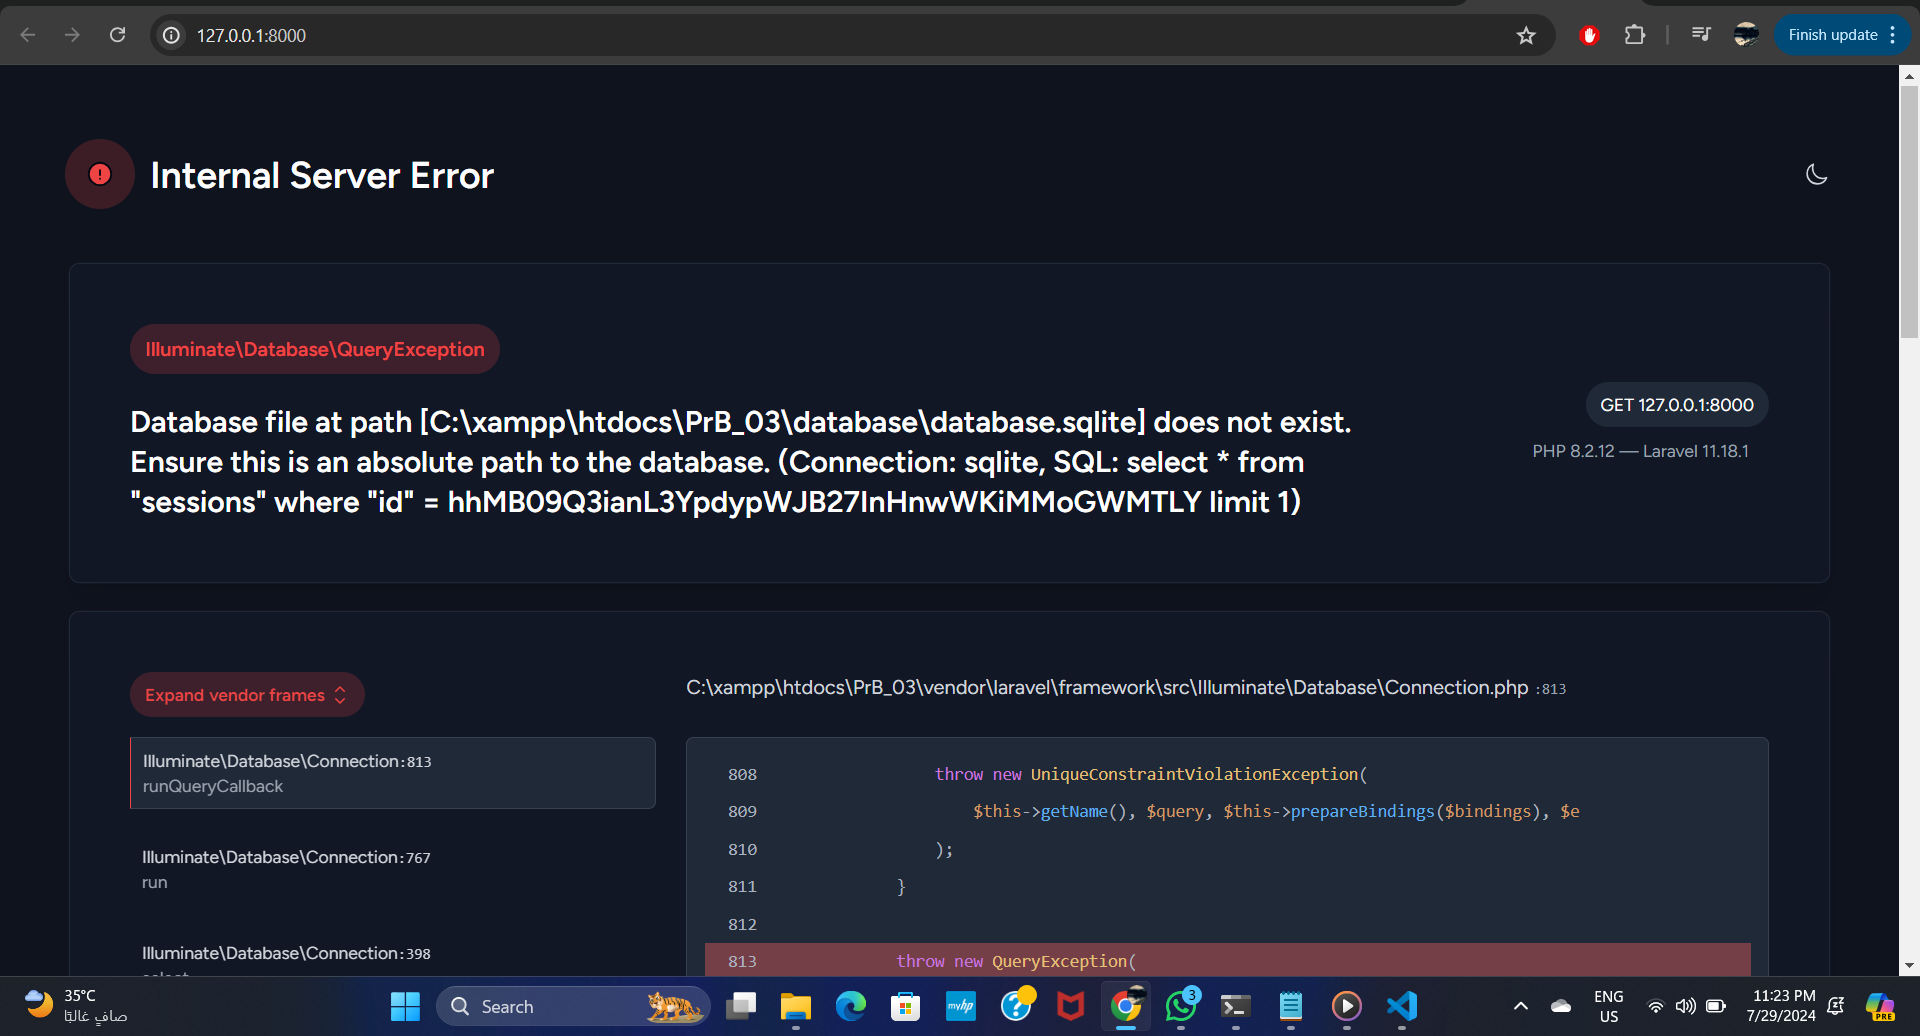 127.0.0.1:8000
Finish update
Internal Server Error
Illuminate\Database\QueryException
Database file at path [C:\xampp\htdocs\PrB_03\database\database.sqlite] does not exist.
Ensure this is an absolute path to the database. (Connection: sqlite, SQL: select * from
"sessions" where "id" = hhMB09Q3ianL3YpdypWJB27InHnwWKiMMoGWMTLY limit 1)
GET 127.0.0.1:8000
PHP 8.2.12 — Laravel 11.18.1
Expand vendor frames
Illuminate\Database\Connection:813
runQueryCallback
Illuminate\Database\Connection:767
run
Illuminate\Database\Connection:398
select
C:\xampp\htdocs\PrB_03\vendor\laravel\framework\src\Illuminate\Database\Connection.php :813
808 throw new UniqueConstraintViolationException(
809 $this->getName(), $query, $this->prepareBindings($bindings), $e
810 );
811 }
812
813 throw new QueryException(
35°C
صافٍ غالبًا
Search
myhp
3
PRE
ENG
US
11:23 PM
7/29/2024